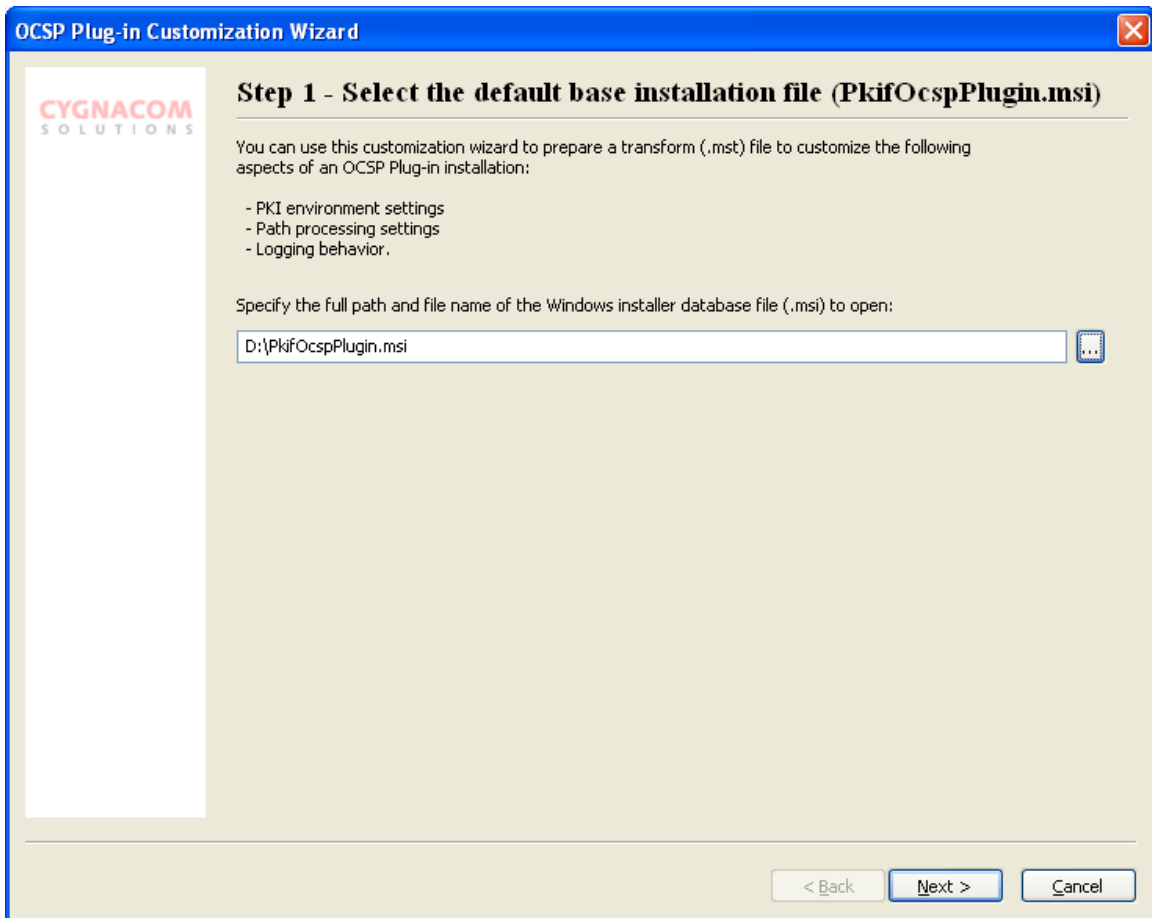 OCSP Plug-in Customization Wizard
CYGNACOM
SOLUTIONS
Step 1 - Select the default base installation file (PkifOcspPlugin.msi)
You can use this customization wizard to prepare a transform (.mst) file to customize the following
aspects of an OCSP Plug-in installation:
- PKI environment settings
- Path processing settings
- Logging behavior.
Specify the full path and file name of the Windows installer database file (.msi) to open:
D:\PkifOcspPlugin.msi
...
< Back
Next >
Cancel